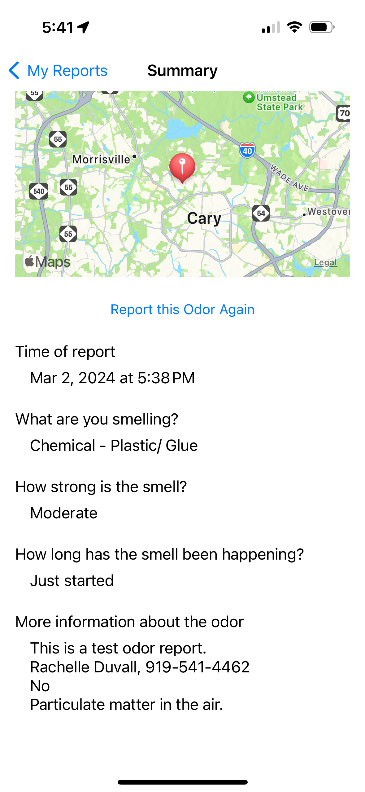 5:41
My Reports
Summary
55
Umstead
State Park
70
55
40
Morrisville
WADE AVE
540
55
54
Westover
Cary
55
Maps
Legal
Report this Odor Again
Time of report
Mar 2, 2024 at 5:38 PM
What are you smelling?
Chemical - Plastic/ Glue
How strong is the smell?
Moderate
How long has the smell been happening?
Just started
More information about the odor
This is a test odor report.
Rachelle Duvall, 919-541-4462
No
Particulate matter in the air.